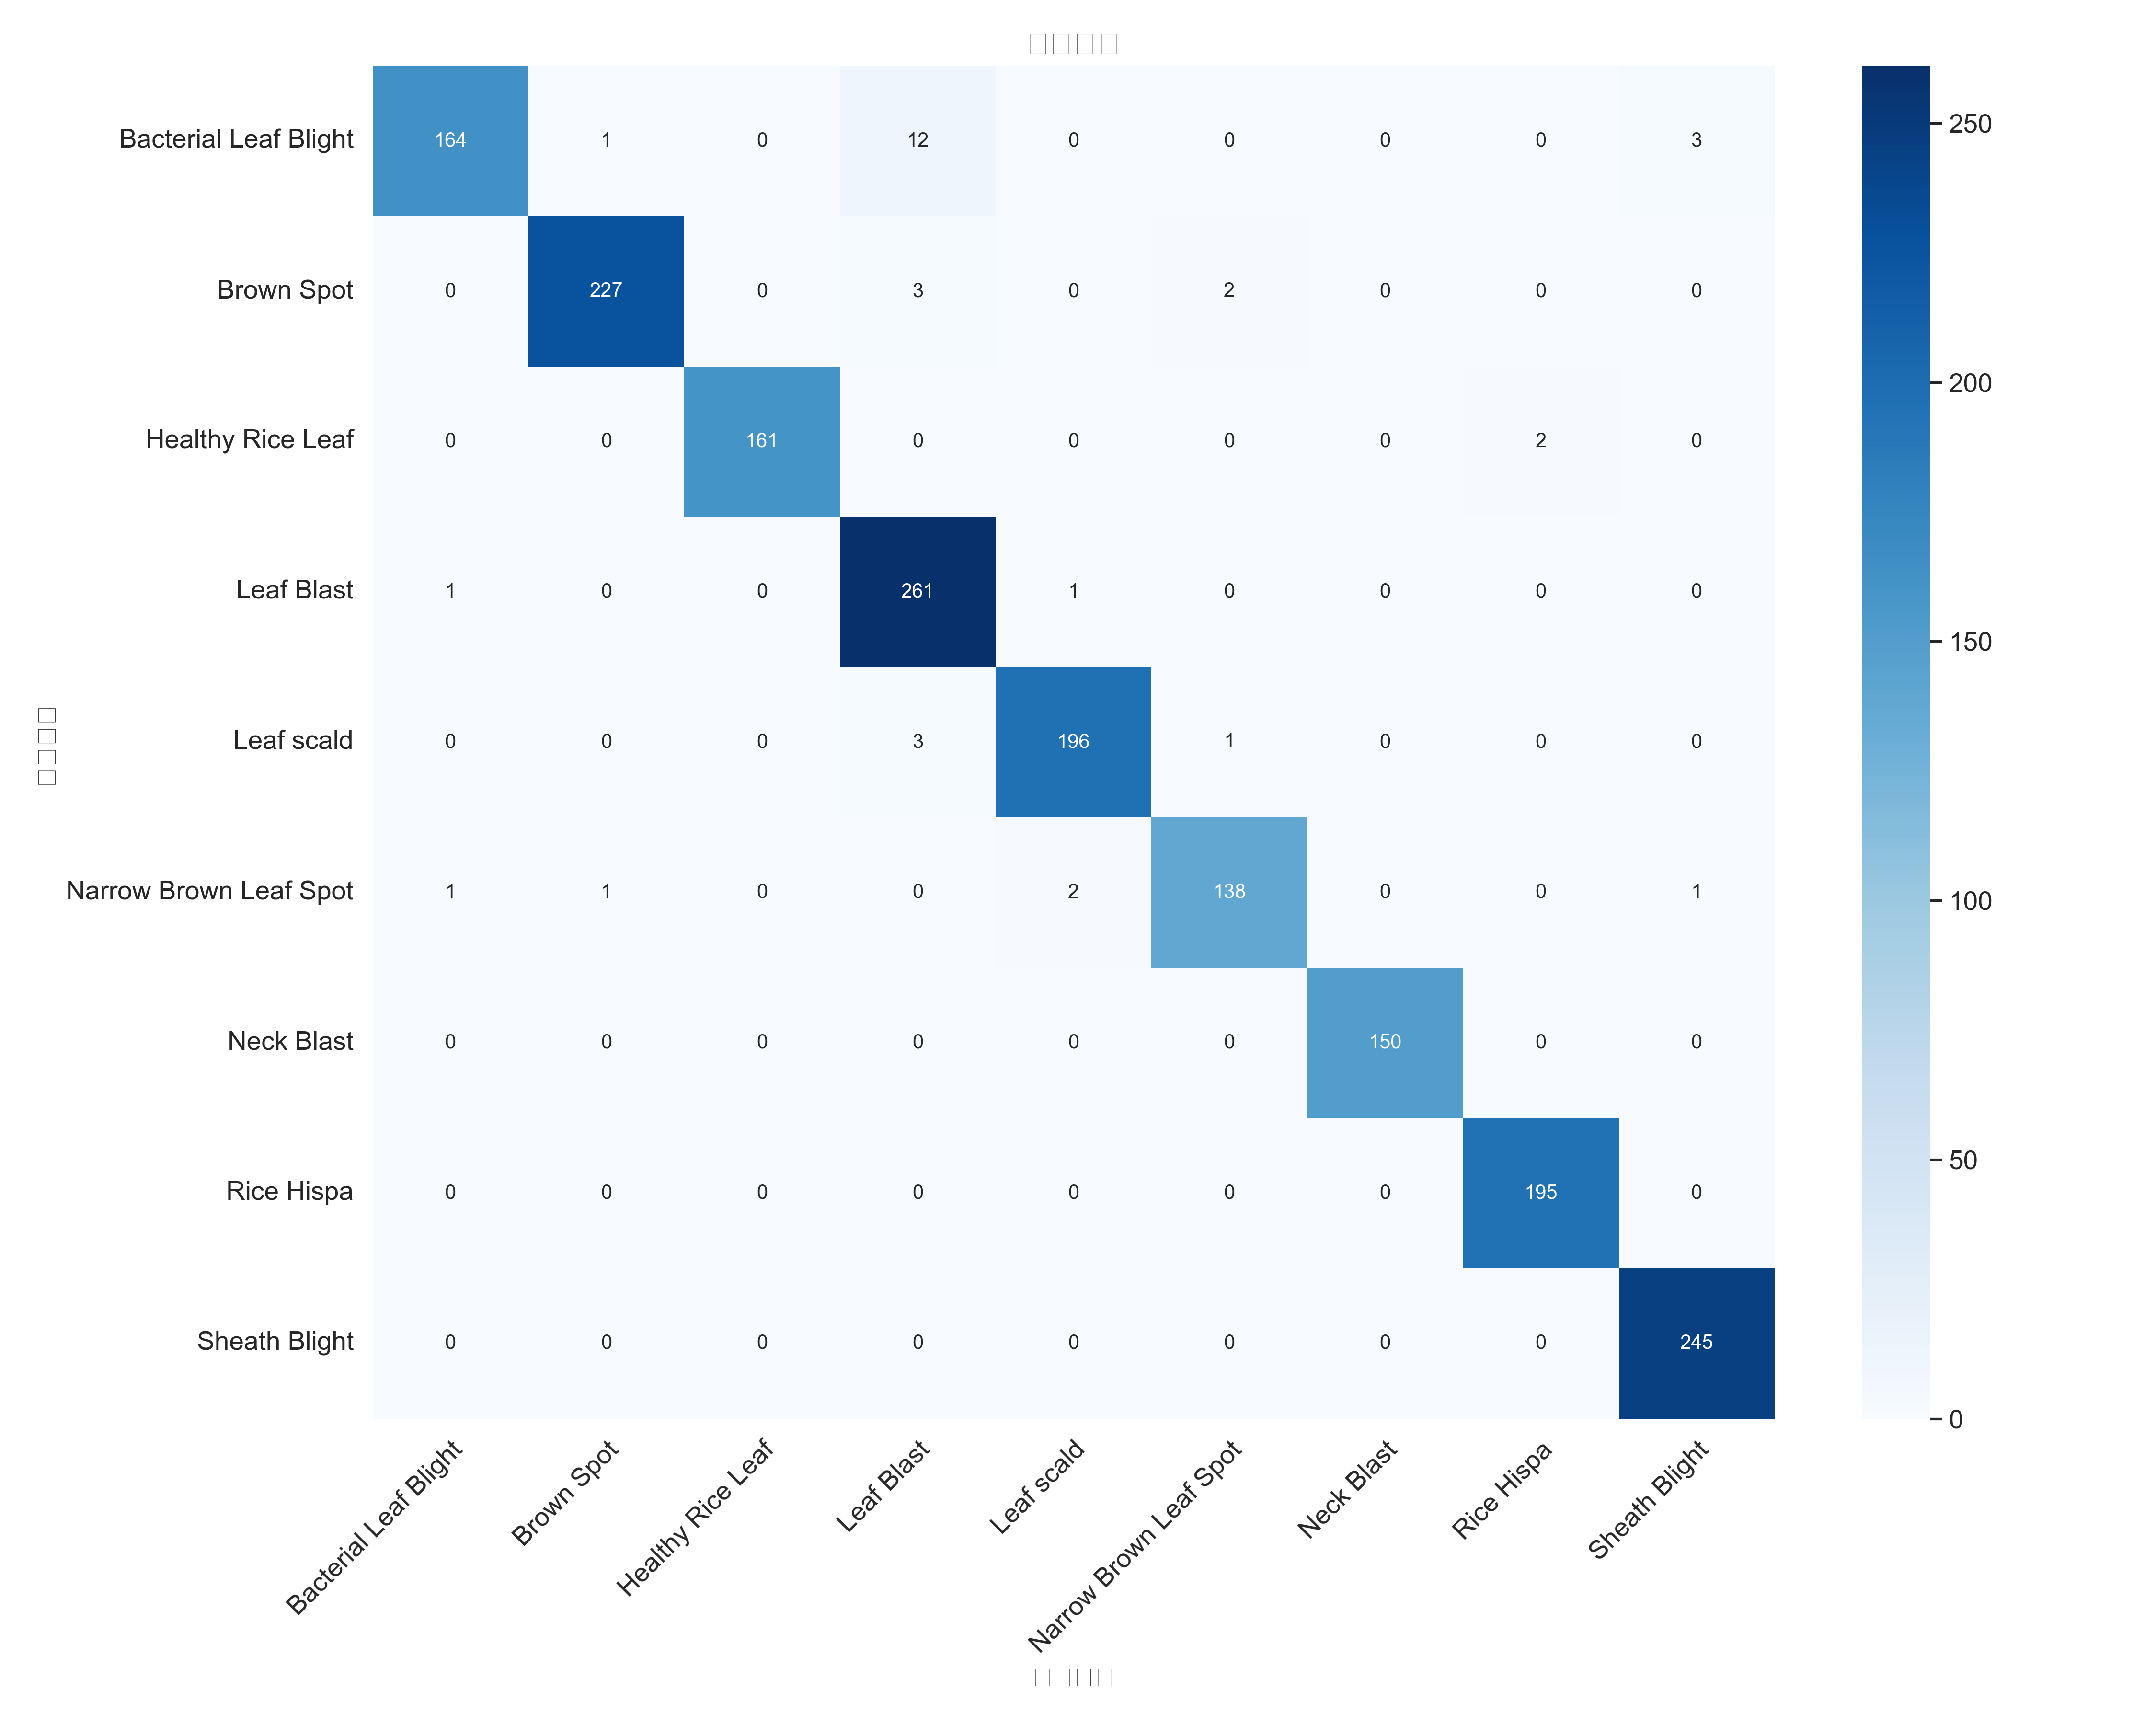 Bacterial Leaf Blight 164 1 0 12 0 0 0 0 3
Brown Spot 0 227 0 3 0 2 0 0 0
Healthy Rice Leaf 0 0 161 0 0 0 0 2 0
Leaf Blast 1 0 0 261 1 0 0 0 0
Leaf scald 0 0 0 3 196 1 0 0 0
Narrow Brown Leaf Spot 1 1 0 0 2 138 0 0 1
Neck Blast 0 0 0 0 0 0 150 0 0
Rice Hispa 0 0 0 0 0 0 0 195 0
Sheath Blight 0 0 0 0 0 0 0 0 245
Bacterial Leaf Blight
Brown Spot
Healthy Rice Leaf
Leaf Blast
Leaf scald
Narrow Brown Leaf Spot
Neck Blast
Rice Hispa
Sheath Blight
250
200
150
100
50
0